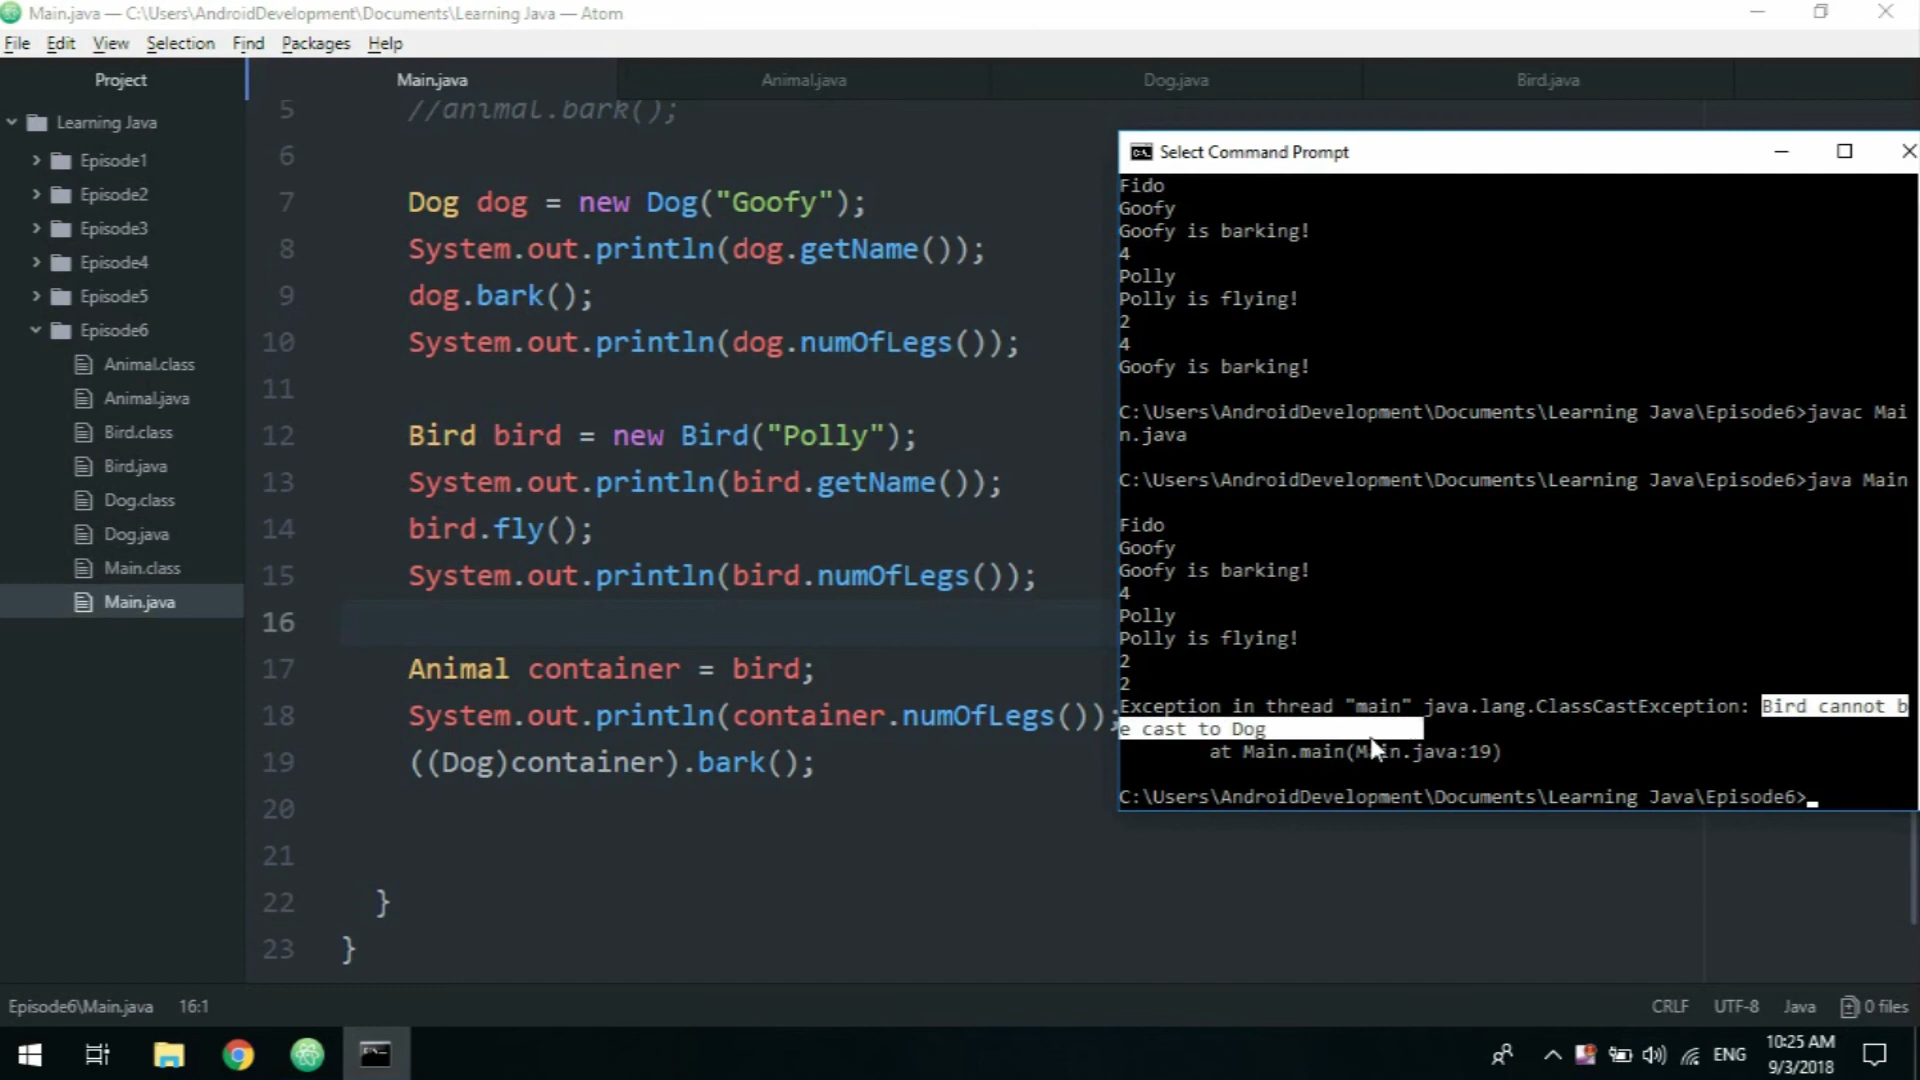 Main.java — C:\Users\AndroidDevelopment\Documents\Learning Java — Atom
File Edit View Selection Find Packages Help
Project
Main.java
Animal.java
Dog.java
Bird.java
Learning Java
Episode1
Episode2
Episode3
Episode4
Episode5
Episode6
Animal.class
Animal.java
Bird.class
Bird.java
Dog.class
Dog.java
Main.class
Main.java
5 //animal.bark();
6
7 Dog dog = new Dog("Goofy");
8 System.out.println(dog.getName());
9 dog.bark();
10 System.out.println(dog.numOfLegs());
11
12 Bird bird = new Bird("Polly");
13 System.out.println(bird.getName());
14 bird.fly();
15 System.out.println(bird.numOfLegs());
16
17 Animal container = bird;
18 System.out.println(container.numOfLegs());
19 ((Dog)container).bark();
20
21
22 }
23 }
Select Command Prompt
Fido
Goofy
Goofy is barking!
4
Polly
Polly is flying!
2
4
Goofy is barking!
C:\Users\AndroidDevelopment\Documents\Learning Java\Episode6>javac Mai
n.java
C:\Users\AndroidDevelopment\Documents\Learning Java\Episode6>java Main
Fido
Goofy
Goofy is barking!
4
Polly
Polly is flying!
2
2
Exception in thread "main" java.lang.ClassCastException: Bird cannot b
e cast to Dog
at Main.main(Main.java:19)
C:\Users\AndroidDevelopment\Documents\Learning Java\Episode6>
Episode6\Main.java 16:1
CRLF UTF-8 Java 0 files
ENG
10:25 AM
9/3/2018